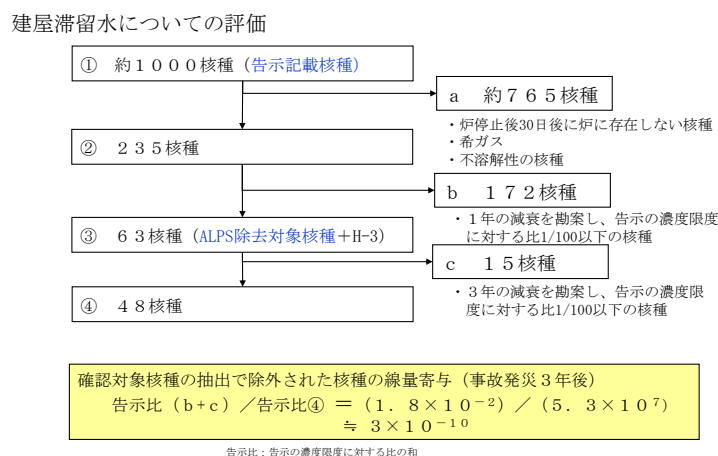 建屋滞留水についての評価
① 約1000核種（告示記載核種）
a 約765核種
・炉停止後30日後に炉に存在しない核種
・希ガス
・不溶解性の核種
② 235核種
b 172核種
・1年の減衰を勘案し、告示の濃度限度
に対する比1/100以下の核種
③ 63核種（ALPS除去対象核種＋H-3）
c 15核種
・3年の減衰を勘案し、告示の濃度限
度に対する比1/100以下の核種
④ 48核種
確認対象核種の抽出で除外された核種の線量寄与（事故発災3年後）
告示比（b+c）／告示比④ ＝（1．8×10⁻²）／（5．3×10⁷）
≒ 3×10⁻¹⁰
告示比：告示の濃度限度に対する比の和